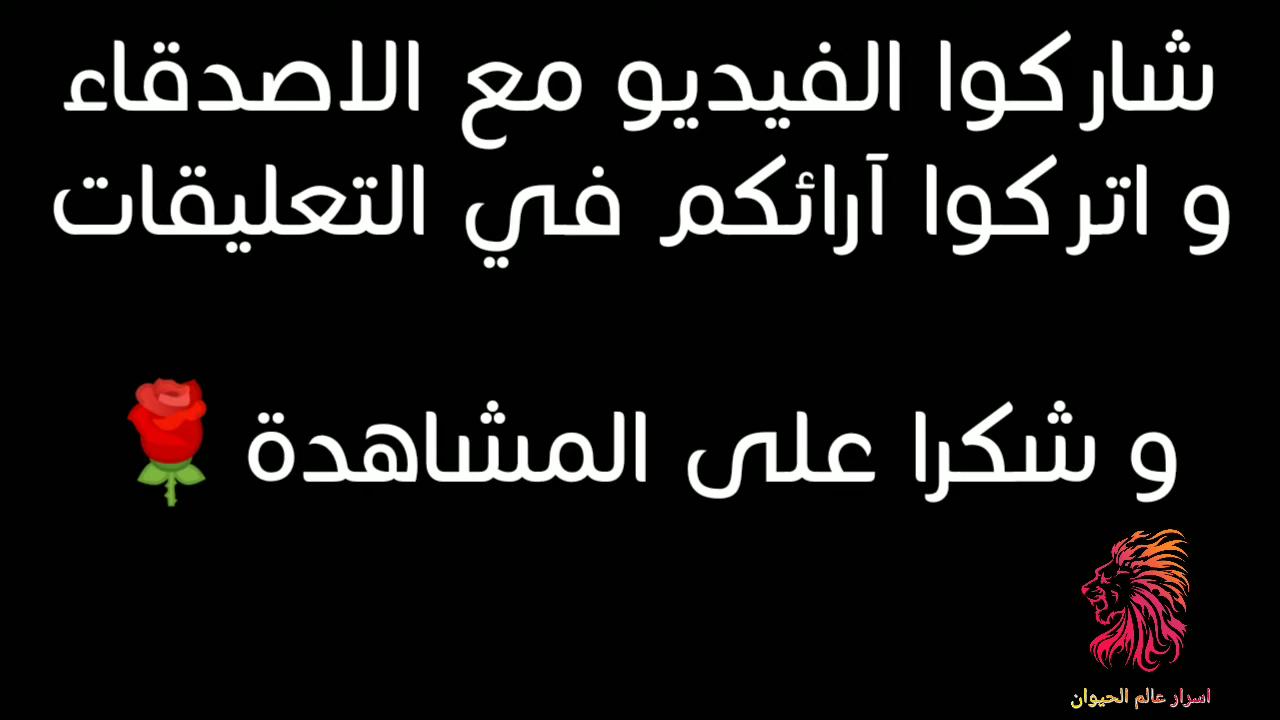 شاركوا الفيديو مع الاصدقاء
و اتركوا آرائكم في التعليقات
و شكرا على المشاهدة 🌹
اسرار عالم الحيوان